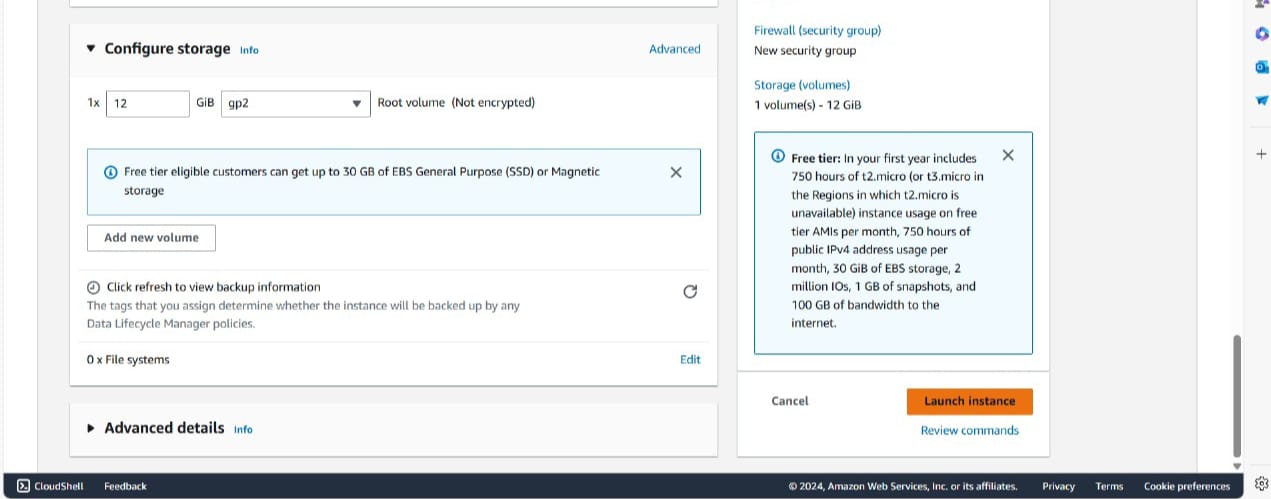 Configure storage Info
Advanced
1x 12 GiB gp2 Root volume (Not encrypted)
Free tier eligible customers can get up to 30 GB of EBS General Purpose (SSD) or Magnetic
storage
Add new volume
Click refresh to view backup information
The tags that you assign determine whether the instance will be backed up by any
Data Lifecycle Manager policies.
0 x File systems
Edit
Advanced details Info
Firewall (security group)
New security group
Storage (volumes)
1 volume(s) - 12 GiB
Free tier: In your first year includes
750 hours of t2.micro (or t3.micro in
the Regions in which t2.micro is
unavailable) instance usage on free
tier AMIs per month, 750 hours of
public IPv4 address usage per
month, 30 GiB of EBS storage, 2
million IOs, 1 GB of snapshots, and
100 GB of bandwidth to the
internet.
Cancel
Launch instance
Review commands
CloudShell Feedback © 2024, Amazon Web Services, Inc. or its affiliates. Privacy Terms Cookie preferences